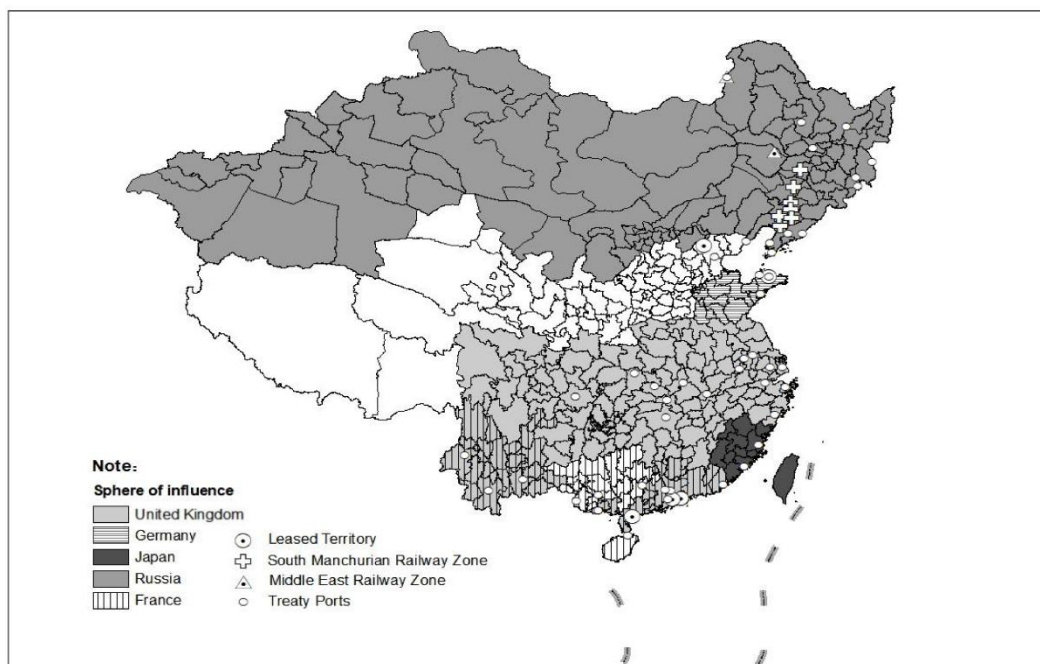 Note:
Sphere of influence
United Kingdom
Germany
Japan
Russia
France
Leased Territory
South Manchurian Railway Zone
Middle East Railway Zone
Treaty Ports